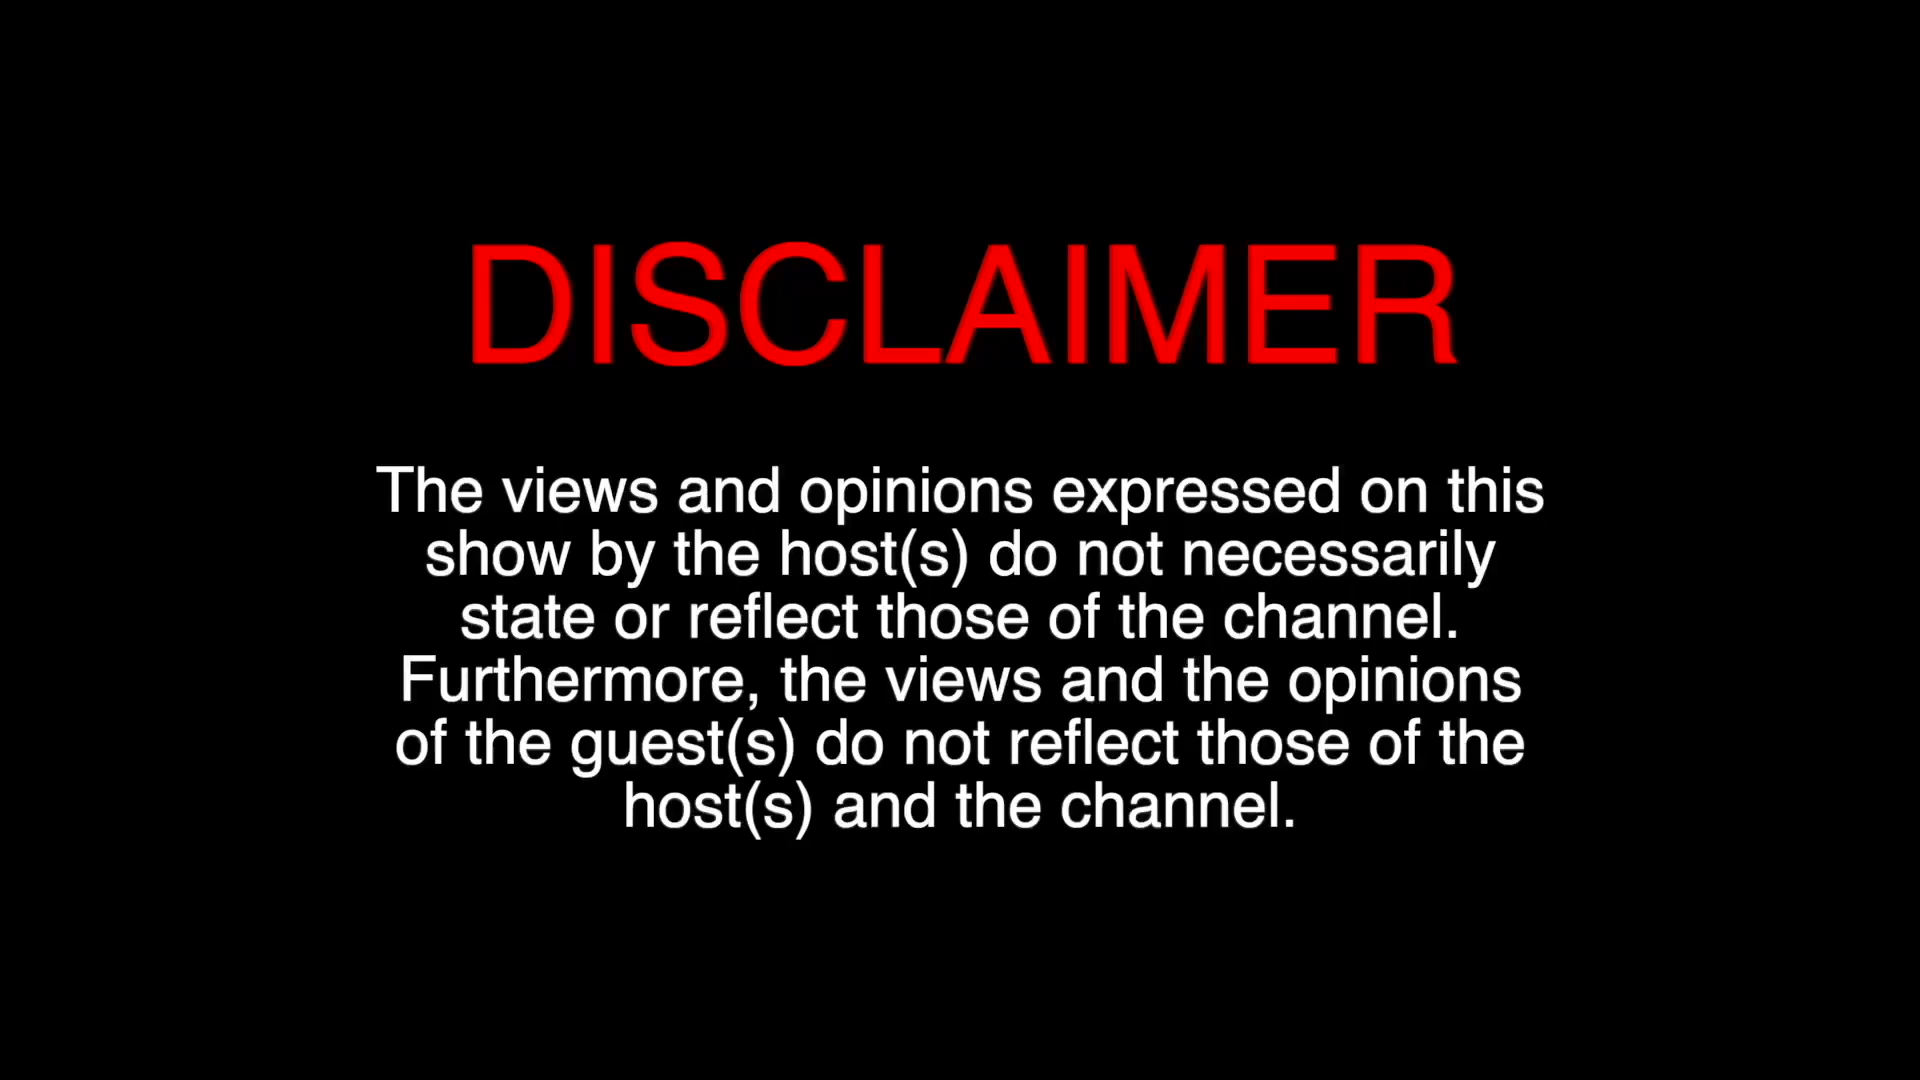 DISCLAIMER
The views and opinions expressed on this
show by the host(s) do not necessarily
state or reflect those of the channel.
Furthermore, the views and the opinions
of the guest(s) do not reflect those of the
host(s) and the channel.